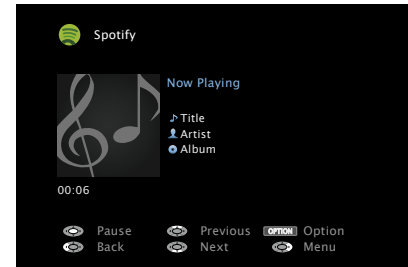 Spotify
Now Playing
Title
Artist
Album
00:06
Pause Previous OPTION Option
Back Next Menu